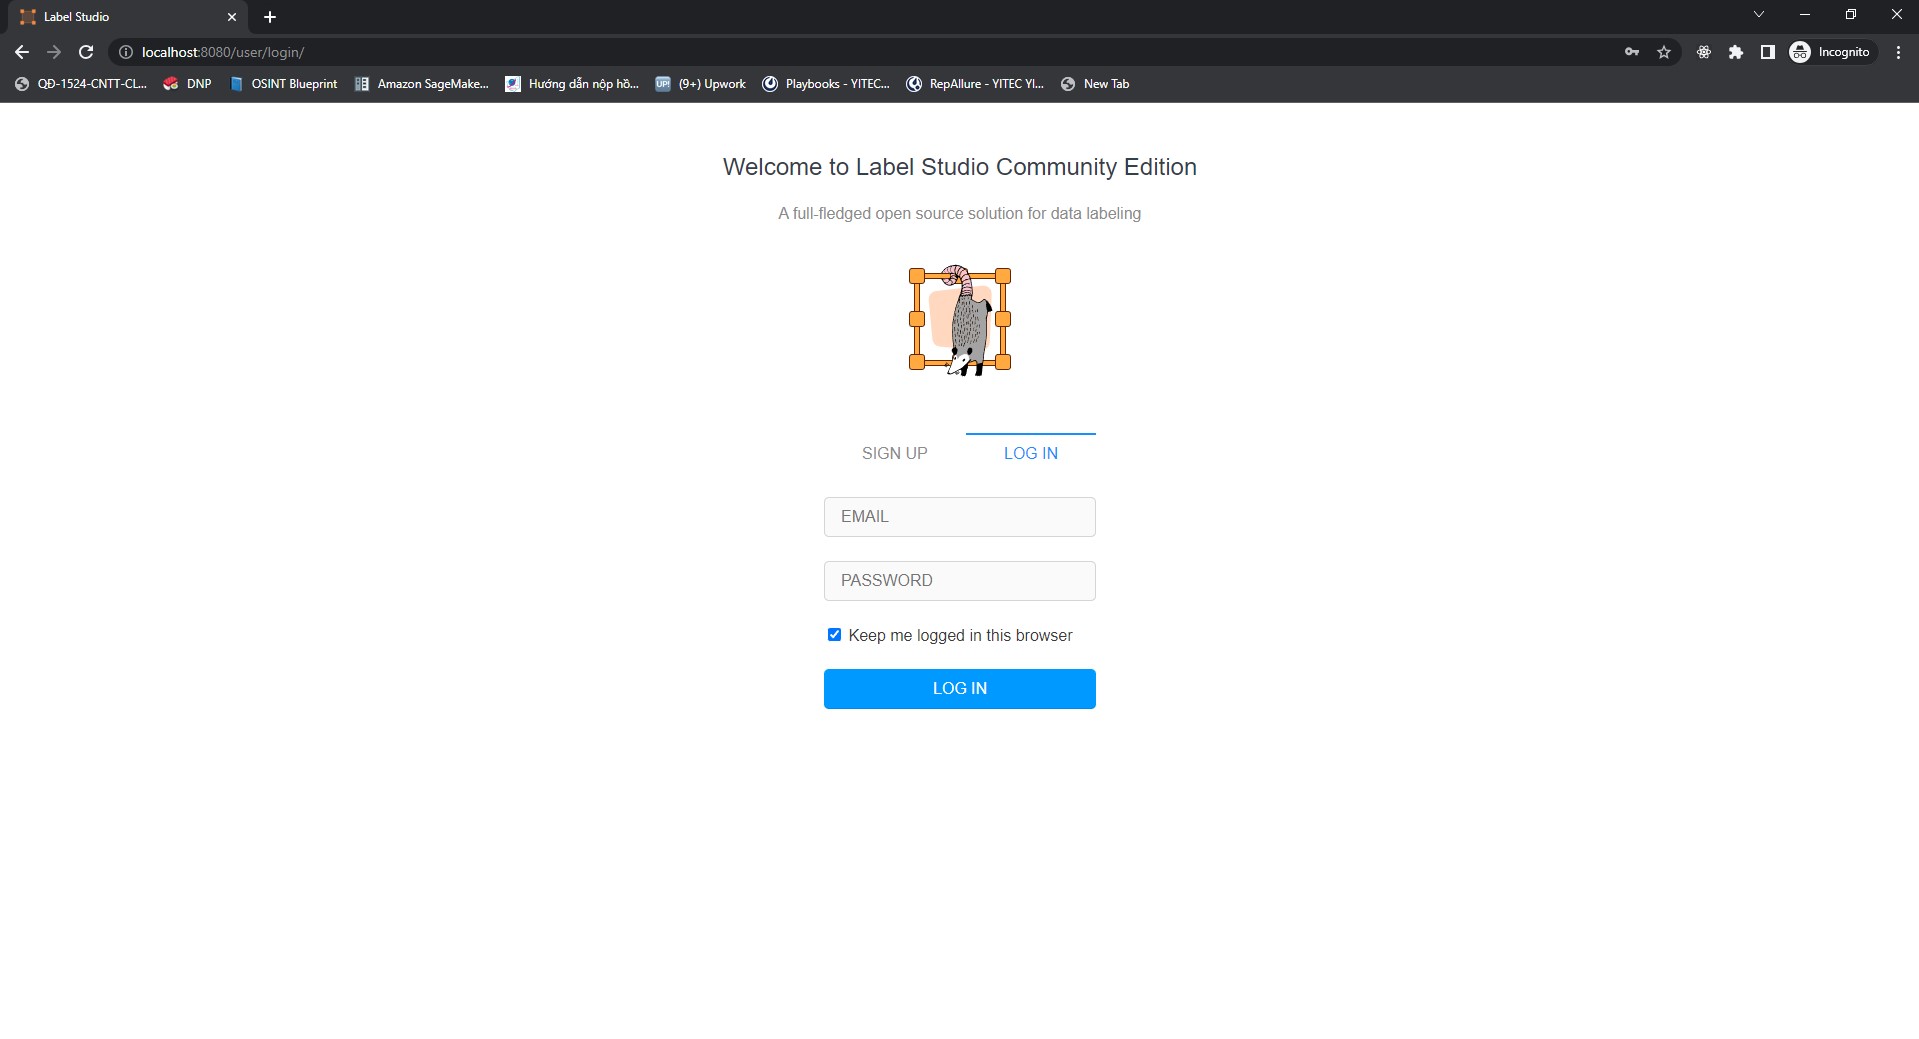 Label Studio
localhost:8080/user/login/
Incognito
QĐ-1524-CNTT-CL...
DNP
OSINT Blueprint
Amazon SageMake...
Hướng dẫn nộp hồ...
UP!
(9+) Upwork
Playbooks - YITEC...
RepAllure - YITEC YI...
New Tab
Welcome to Label Studio Community Edition
A full-fledged open source solution for data labeling
SIGN UP
LOG IN
EMAIL
PASSWORD
Keep me logged in this browser
LOG IN